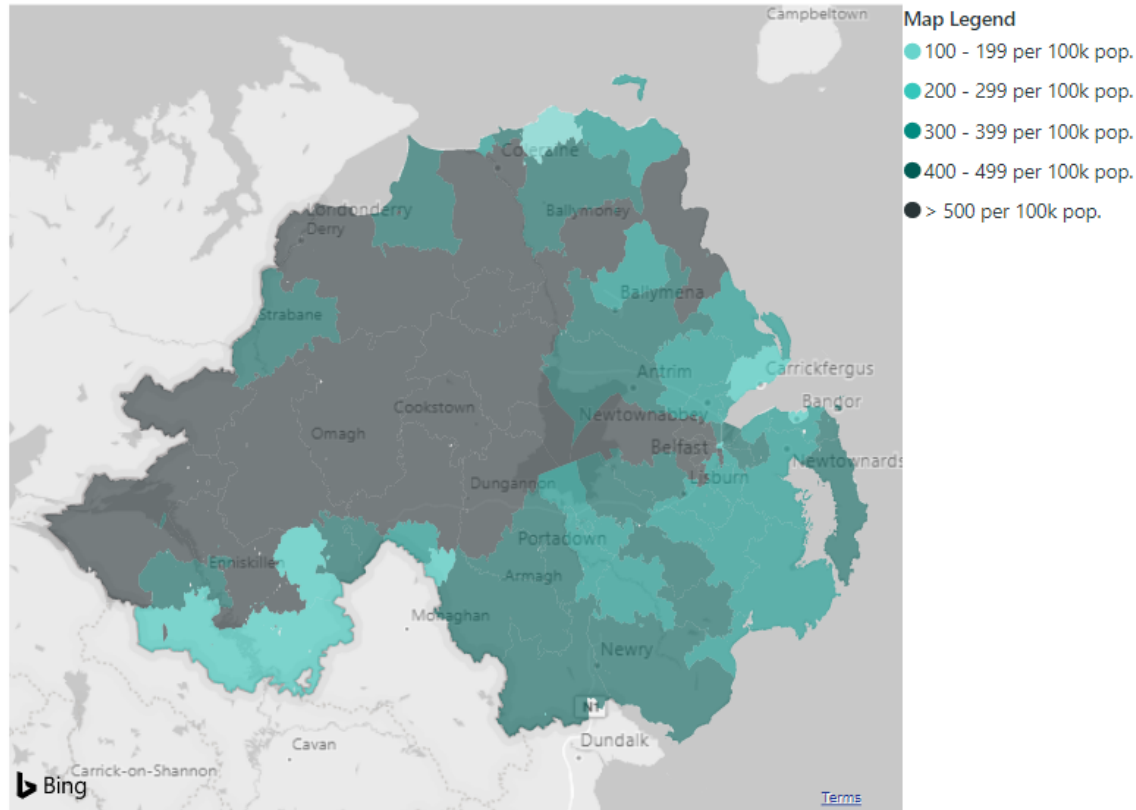 Campbeltown
Map Legend
100 - 199 per 100k pop.
200 - 299 per 100k pop.
300 - 399 per 100k pop.
400 - 499 per 100k pop.
> 500 per 100k pop.
Coleraine
Londonderry
Ballymoney
Derry
Ballymena
Strabane
Antrim
Carrickfergus
Cookstown
Newtownabbey
Bangor
Omagh
Belfast
Newtownards
Dungannon
Lisburn
Portadown
Enniskillen
Armagh
Monaghan
Newry
N1
Cavan
Dundalk
Carrick-on-Shannon
Bing
Terms